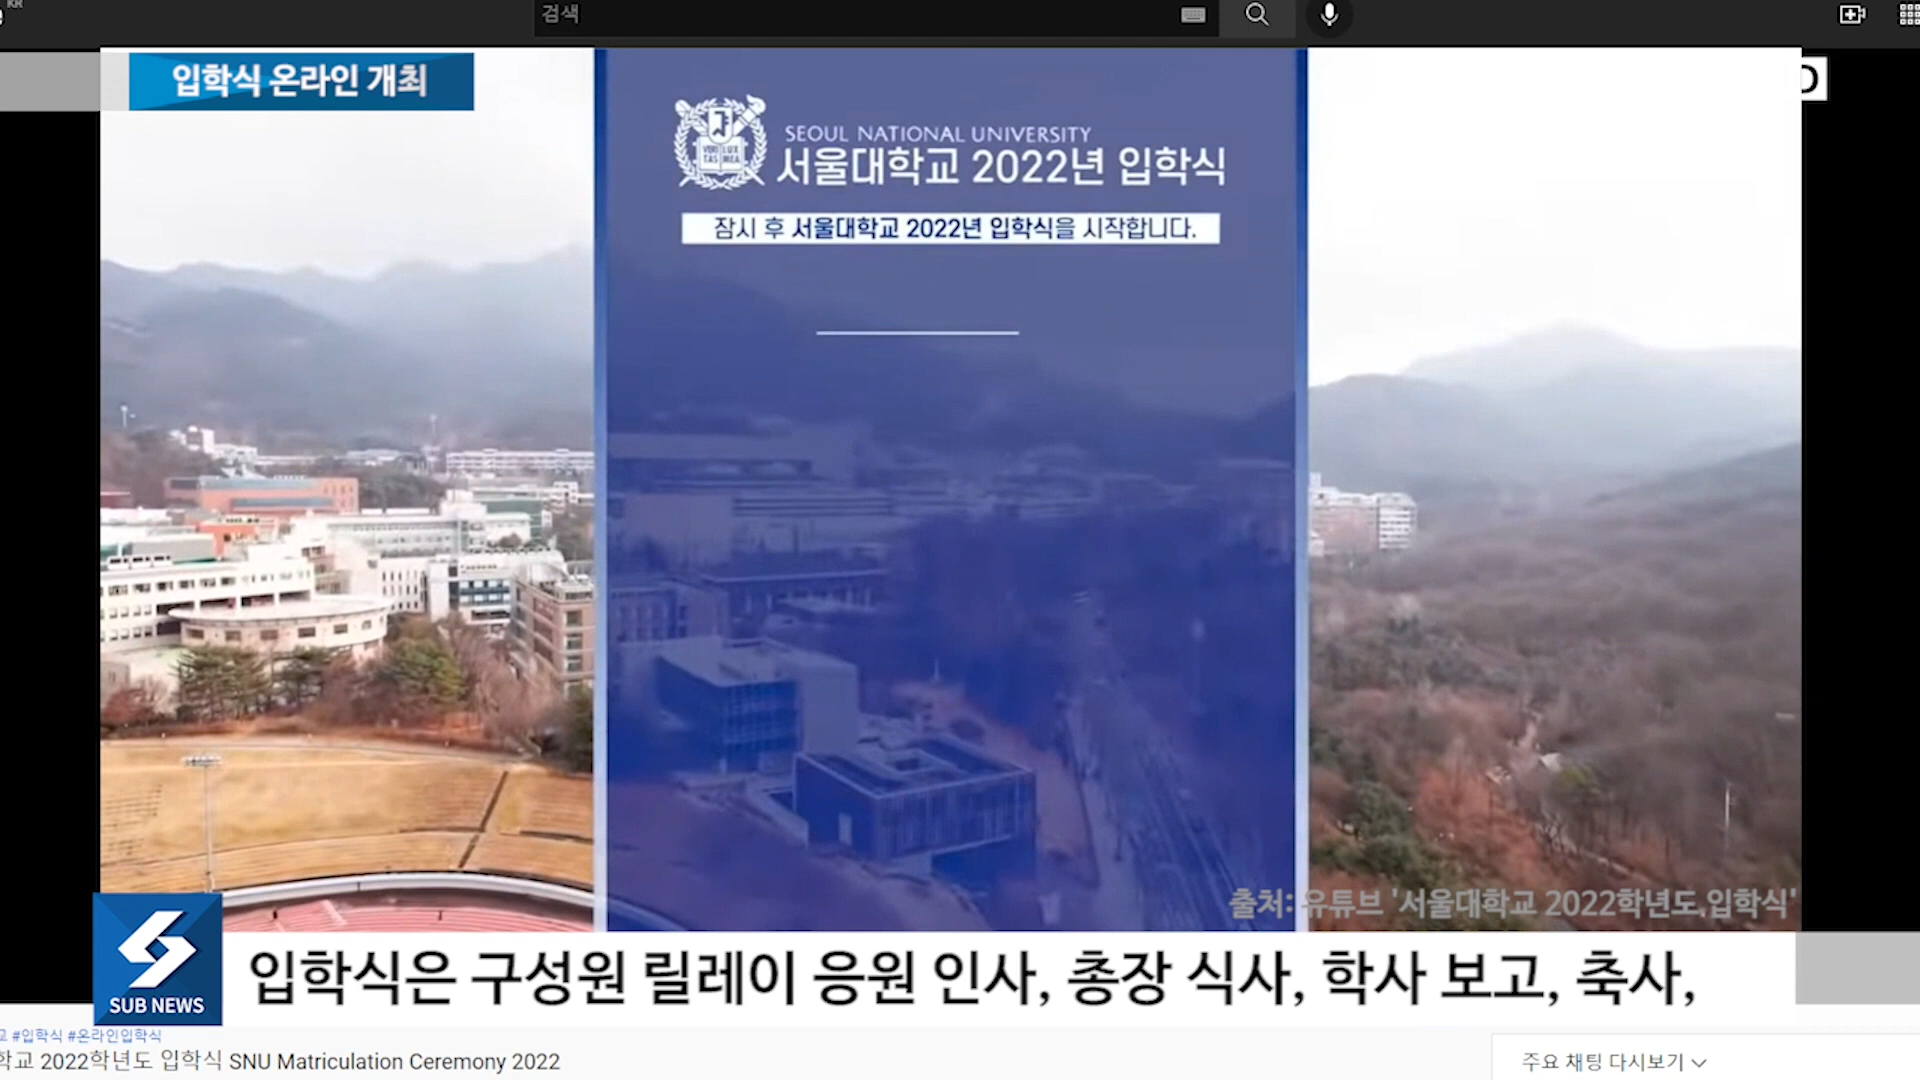 KR
검색
입학식 온라인 개최
SEOUL NATIONAL UNIVERSITY
서울대학교 2022년 입학식
VERI LUX
TAS MEA
잠시 후 서울대학교 2022년 입학식을 시작합니다.
출처: 유튜브 '서울대학교 2022학년도 입학식'
입학식은 구성원 릴레이 응원 인사, 총장 식사, 학사 보고, 축사,
SUB NEWS
교 #입학식 #온라인입학식
학교 2022학년도 입학식 SNU Matriculation Ceremony 2022
주요 채팅 다시보기